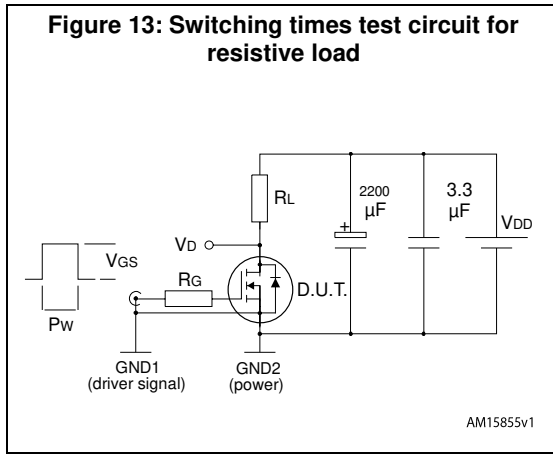 Figure 13: Switching times test circuit for
resistive load
RL
2200
µF
+
3.3
µF
VDD
VD
VGS
RG
D.U.T.
PW
GND1
(driver signal)
GND2
(power)
AM15855v1